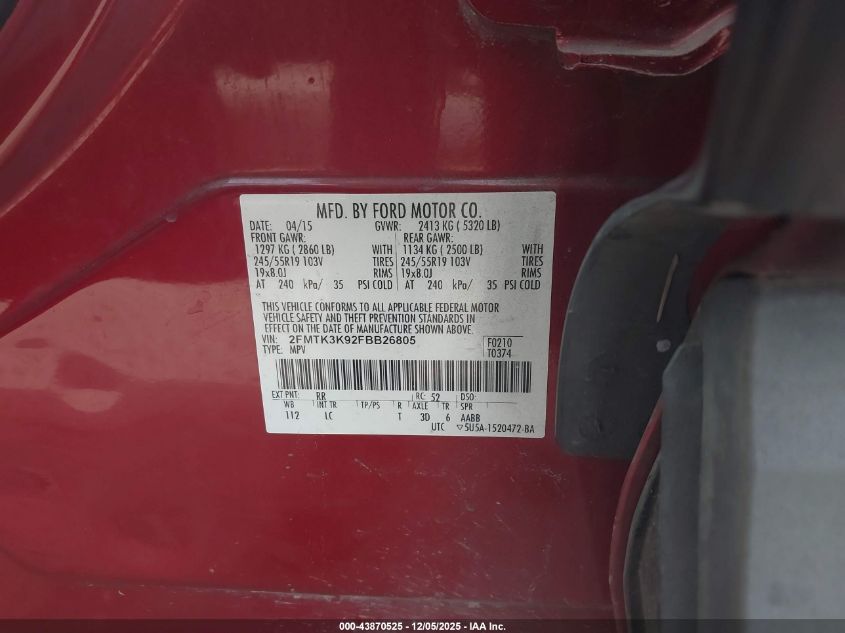 MFD. BY FORD MOTOR CO.
DATE: 04/15 GVWR: 2413 KG ( 5320 LB)
FRONT GAWR: REAR GAWR:
1297 KG ( 2860 LB) WITH 1134 KG ( 2500 LB) WITH
245/55R19 103V TIRES 245/55R19 103V TIRES
19x8.0J RIMS 19x8.0J RIMS
AT 240 kPa/ 35 PSI COLD AT 240 kPa/ 35 PSI COLD
THIS VEHICLE CONFORMS TO ALL APPLICABLE FEDERAL MOTOR
VEHICLE SAFETY AND THEFT PREVENTION STANDARDS IN
EFFECT ON THE DATE OF MANUFACTURE SHOWN ABOVE.
VIN: 2FMTK3K92FBB26805 F0210
TYPE: MPV T0374
EXT PNT: RR RC: 52 DSO:
WB INT TR TP/PS R AXLE TR SPR
112 LC T 3D 6 AABB
UTC ▽5U5A-1520472-BA
000-43870525 - 12/05/2025 - IAA, Inc.